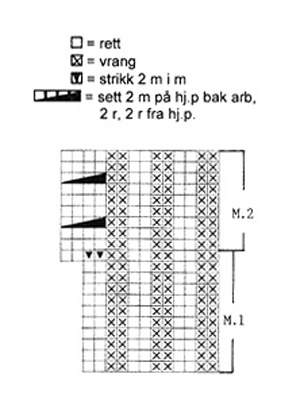 = rett
= vrang
= strikk 2 m i m
= sett 2 m på hj.p bak arb,
2 r, 2 r fra hj.p.
M.2
M.1